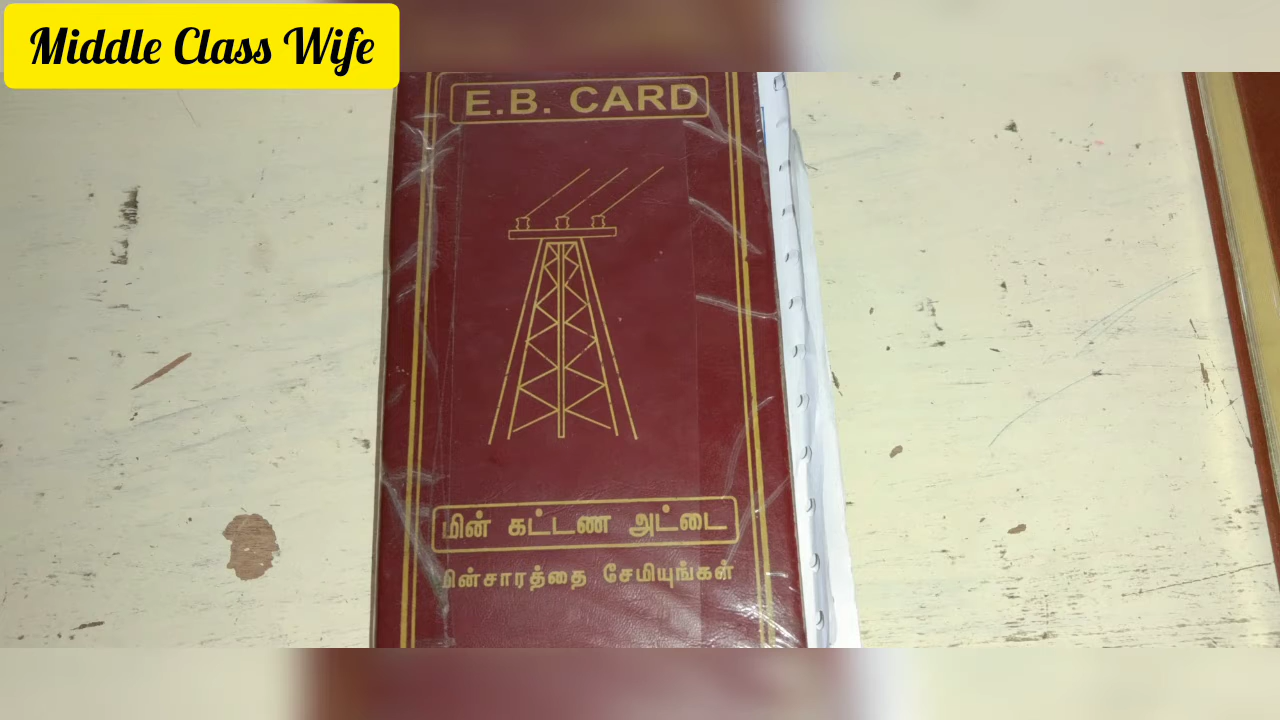 Middle Class Wife
E.B. CARD
மின் கட்டண அட்டை
மின்சாரத்தை சேமியுங்கள்